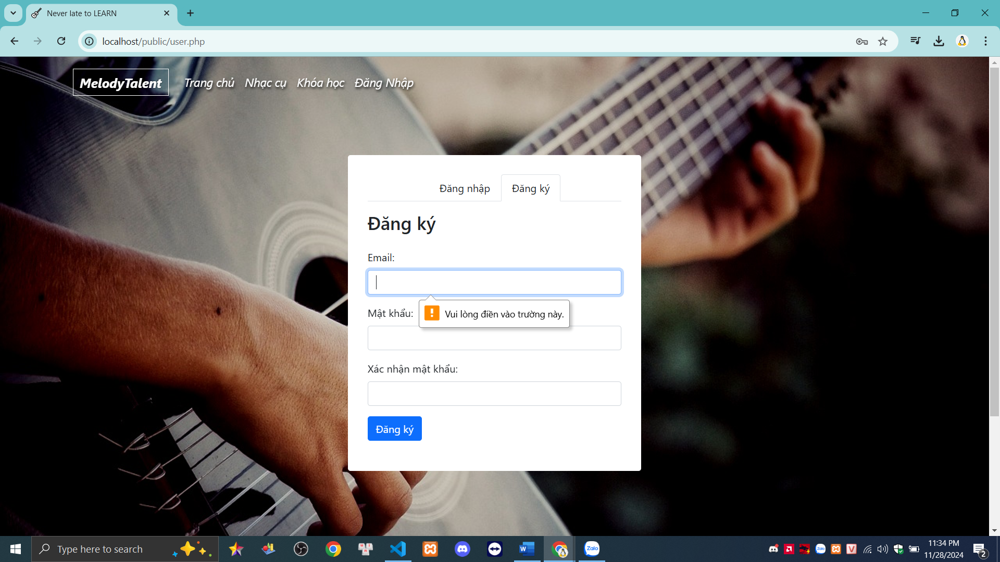 Never late to LEARN
localhost/public/user.php
MelodyTalent Trang chủ Nhạc cụ Khóa học Đăng Nhập
Đăng nhập Đăng ký
Đăng ký
Email:
Mật khẩu:
Vui lòng điền vào trường này.
Xác nhận mật khẩu:
Đăng ký
Type here to search
Zalo
11:34 PM
11/28/2024
2